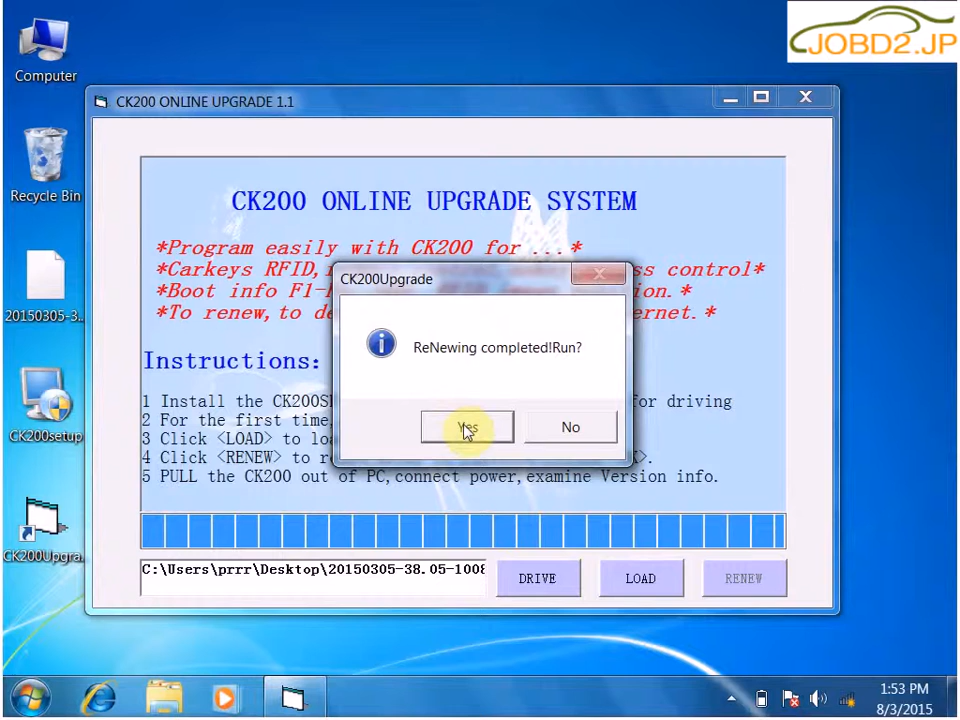 JOBD2.JP
Computer
CK200 ONLINE UPGRADE 1.1
Recycle Bin
CK200 ONLINE UPGRADE SYSTEM
*Program easily with CK200 for ...*
*Carkeys RFID, ss control*
CK200Upgrade
*Boot info F1- ion.*
*To renew,to de ernet.*
20150305-3...
ReNewing completed!Run?
Instructions:
1 Install the CK200S for driving
2 For the first time,
Yes
No
CK200setup
3 Click <LOAD> to loa
4 Click <RENEW> to r >.
5 PULL the CK200 out of PC,connect power,examine Version info.
CK200Upgra...
C:\Users\prrr\Desktop\20150305-38.05-1008
DRIVE
LOAD
RENEW
1:53 PM
8/3/2015